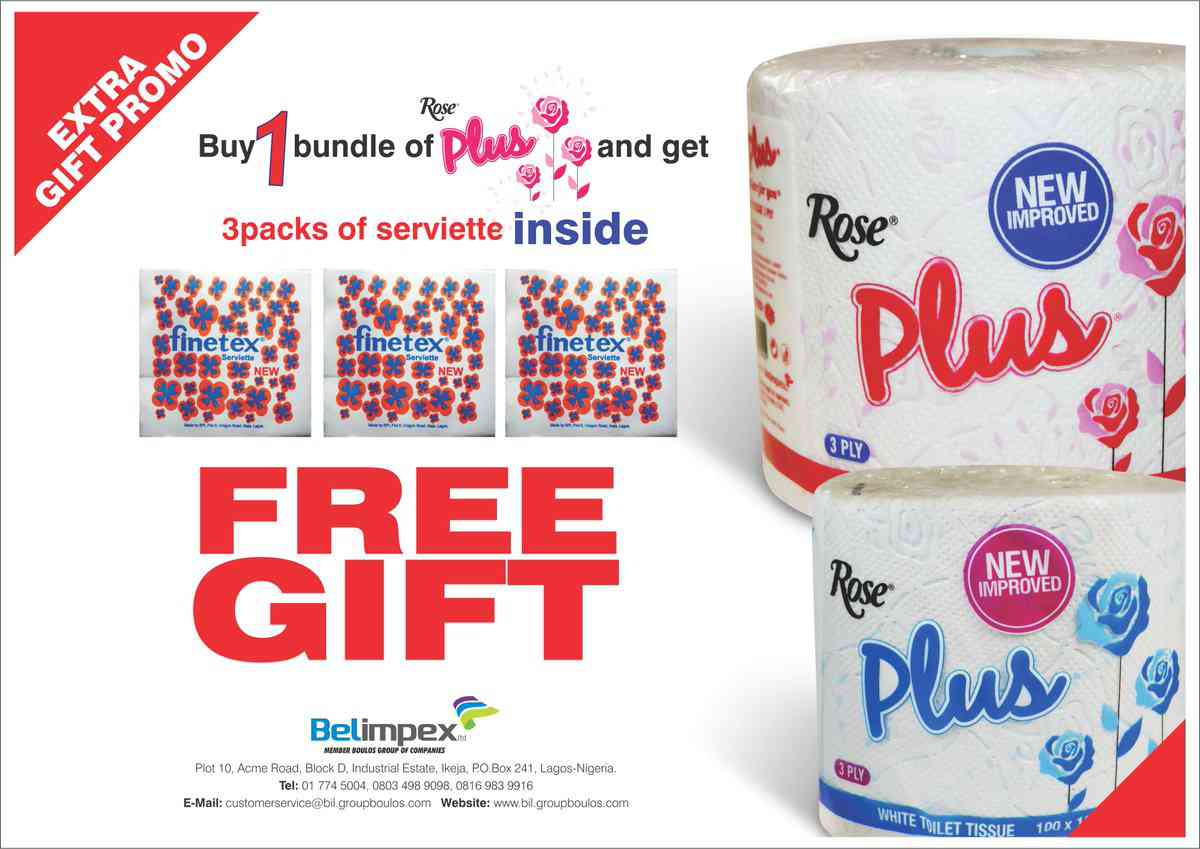 EXTRA
GIFT PROMO
Rose®
Buy 1 bundle of Plus and get
3packs of serviette inside
finetex®
Serviette
NEW
finetex®
Serviette
NEW
finetex®
Serviette
NEW
FREE
GIFT
Belimpex ltd
MEMBER BOULOS GROUP OF COMPANIES
Plot 10, Acme Road, Block D, Industrial Estate, Ikeja, P.O.Box 241, Lagos-Nigeria.
Tel: 01 774 5004, 0803 498 9098, 0816 983 9916
E-Mail: customerservice@bil.groupboulos.com Website: www.bil.groupboulos.com
NEW
IMPROVED
Rose®
Plus®
3 PLY
NEW
IMPROVED
Rose®
Plus
3 PLY
WHITE TOILET TISSUE 100 x